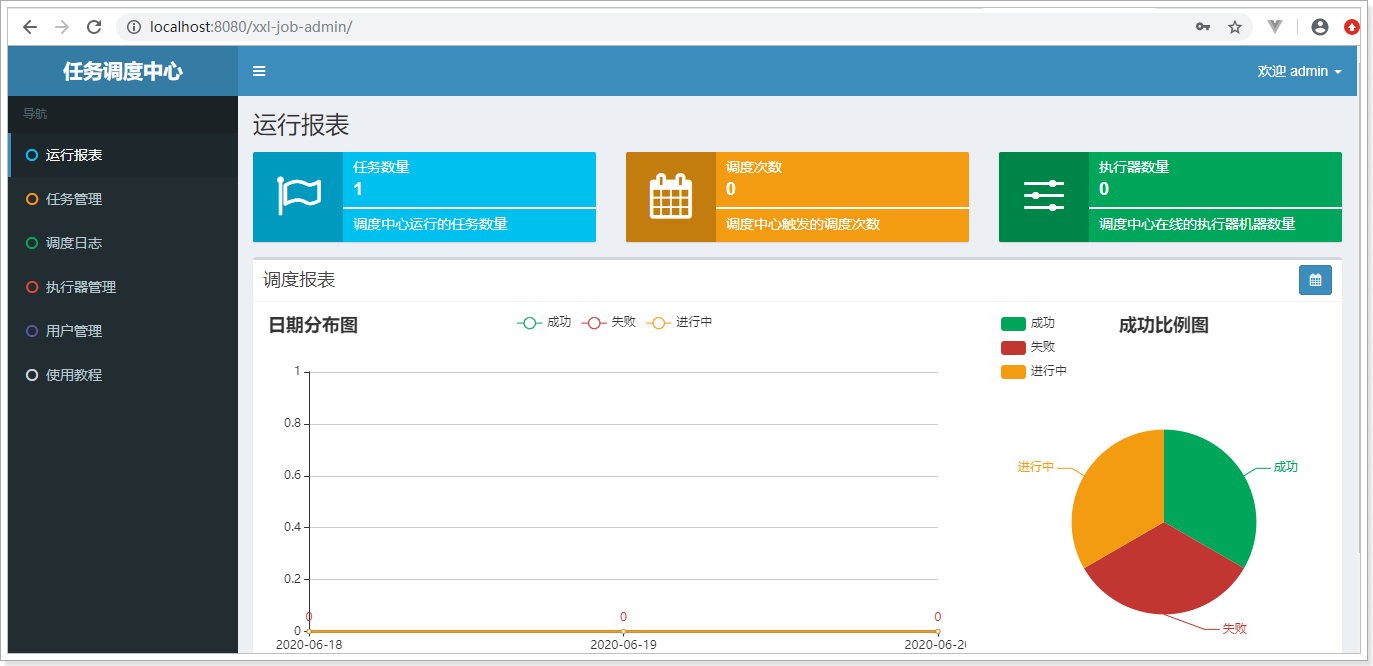 localhost:8080/xxl-job-admin/
任务调度中心
欢迎 admin
导航
运行报表
任务管理
调度日志
执行器管理
用户管理
使用教程
运行报表
任务数量
1
调度中心运行的任务数量
调度次数
0
调度中心触发的调度次数
执行器数量
0
调度中心在线的执行器机器数量
调度报表
日期分布图
成功 失败 进行中
1
0.8
0.6
0.4
0.2
0
0 0 0
2020-06-18 2020-06-19 2020-06-20
成功
失败
进行中
成功比例图
进行中
成功
失败